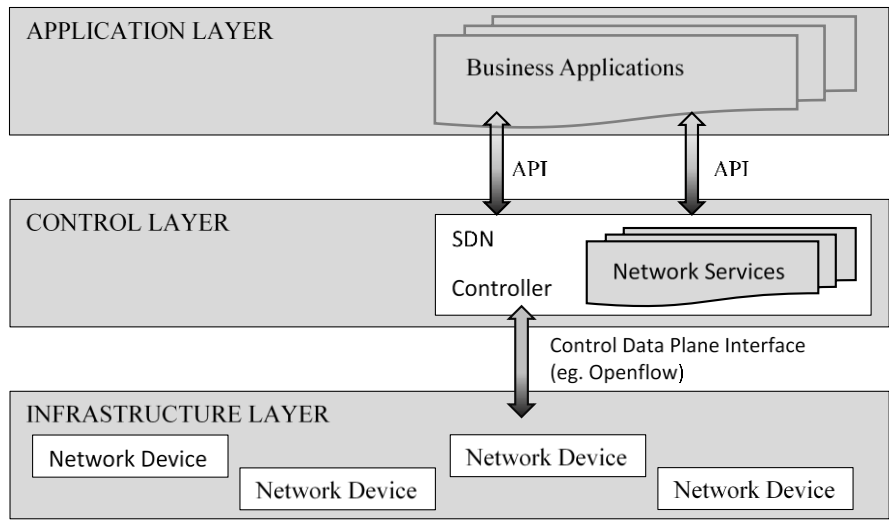 APPLICATION LAYER
Business Applications
API
API
CONTROL LAYER
SDN
Controller
Network Services
Control Data Plane Interface
(eg. Openflow)
INFRASTRUCTURE LAYER
Network Device
Network Device
Network Device
Network Device